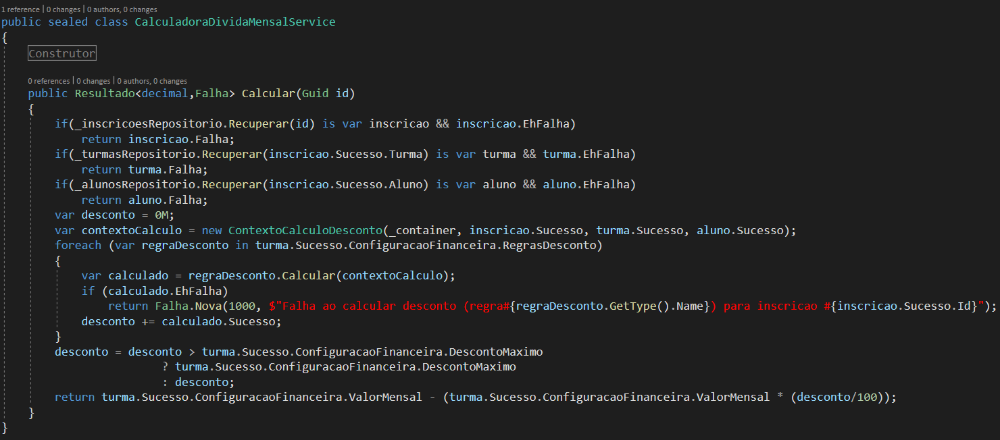 1 reference | 0 changes | 0 authors, 0 changes
public sealed class CalculadoraDividaMensalService
{
Construtor
0 references | 0 changes | 0 authors, 0 changes
public Resultado<decimal,Falha> Calcular(Guid id)
{
if(_inscricoesRepositorio.Recuperar(id) is var inscricao && inscricao.EhFalha)
return inscricao.Falha;
if(_turmasRepositorio.Recuperar(inscricao.Sucesso.Turma) is var turma && turma.EhFalha)
return turma.Falha;
if(_alunosRepositorio.Recuperar(inscricao.Sucesso.Aluno) is var aluno && aluno.EhFalha)
return aluno.Falha;
var desconto = 0M;
var contextoCalculo = new ContextoCalculoDesconto(_container, inscricao.Sucesso, turma.Sucesso, aluno.Sucesso);
foreach (var regraDesconto in turma.Sucesso.ConfiguracaoFinanceira.RegrasDesconto)
{
var calculado = regraDesconto.Calcular(contextoCalculo);
if (calculado.EhFalha)
return Falha.Nova(1000, $"Falha ao calcular desconto (regra#{regraDesconto.GetType().Name}) para inscricao #{inscricao.Sucesso.Id}");
desconto += calculado.Sucesso;
}
desconto = desconto > turma.Sucesso.ConfiguracaoFinanceira.DescontoMaximo
? turma.Sucesso.ConfiguracaoFinanceira.DescontoMaximo
: desconto;
return turma.Sucesso.ConfiguracaoFinanceira.ValorMensal - (turma.Sucesso.ConfiguracaoFinanceira.ValorMensal * (desconto/100));
}
}